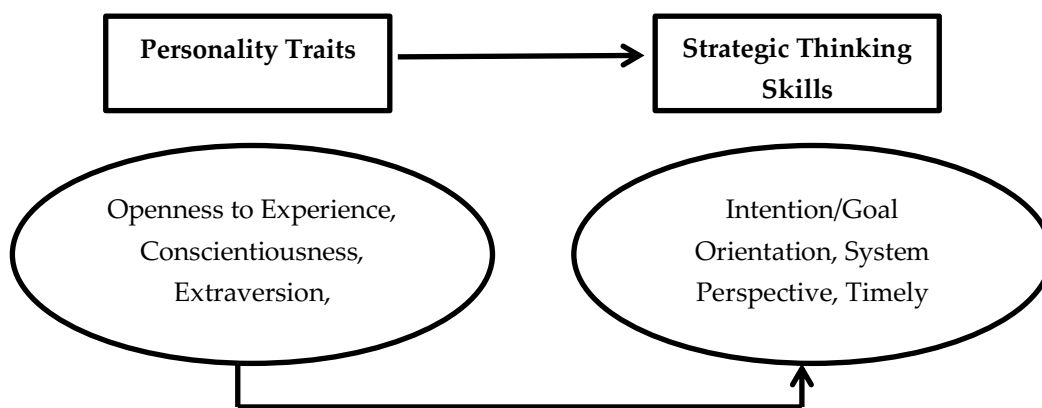 Personality Traits
Strategic Thinking
Skills
Openness to Experience,
Conscientiousness,
Extraversion,
Intention/Goal
Orientation, System
Perspective, Timely